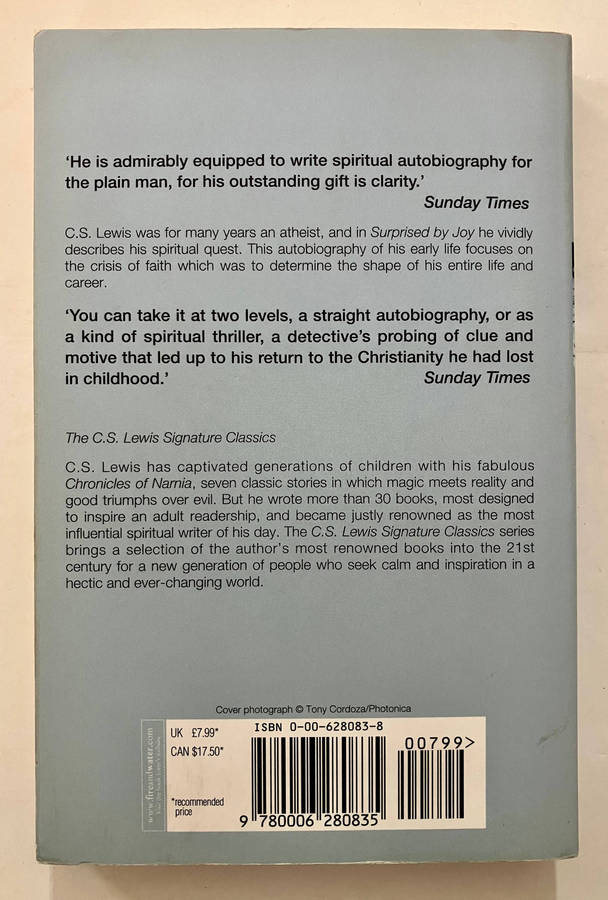 ‘He is admirably equipped to write spiritual autobiography for
the plain man, for his outstanding gift is clarity.’
Sunday Times
C.S. Lewis was for many years an atheist, and in Surprised by Joy he vividly
describes his spiritual quest. This autobiography of his early life focuses on
the crisis of faith which was to determine the shape of his entire life and
career.
‘You can take it at two levels, a straight autobiography, or as
a kind of spiritual thriller, a detective’s probing of clue and
motive that led up to his return to the Christianity he had lost
in childhood.’ Sunday Times
The C.S. Lewis Signature Classics
C.S. Lewis has captivated generations of children with his fabulous
Chronicles of Narnia, seven classic stories in which magic meets reality and
good triumphs over evil. But he wrote more than 30 books, most designed
to inspire an adult readership, and became justly renowned as the most
influential spiritual writer of his day. The C.S. Lewis Signature Classics series
brings a selection of the author’s most renowned books into the 21st
century for a new generation of people who seek calm and inspiration in a
hectic and ever-changing world.
Cover photograph © Tony Cordoza/Photonica
www.fireandwater.com
UK £7.99*
CAN $17.50*
*recommended
price
ISBN 0-00-628083-8
00799>
9 780006 280835